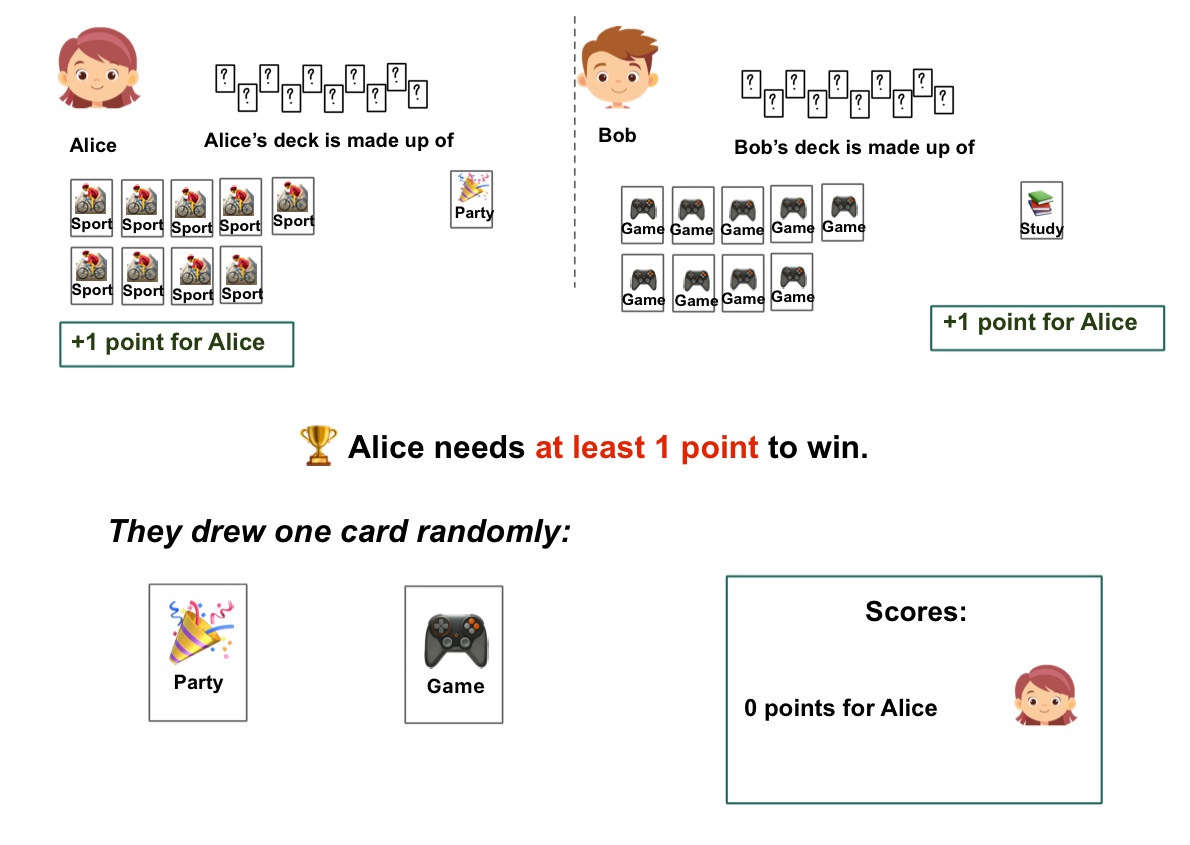 ? ? ? ? ? ? ? ? ? ?
Alice
Alice's deck is made up of
Sport Sport Sport Sport Sport
Party
Sport Sport Sport Sport
+1 point for Alice
? ? ? ? ? ? ? ? ? ?
Bob
Bob's deck is made up of
Game Game Game Game Game
Study
Game Game Game Game
+1 point for Alice
Alice needs at least 1 point to win.
They drew one card randomly:
Party
Game
Scores:
0 points for Alice